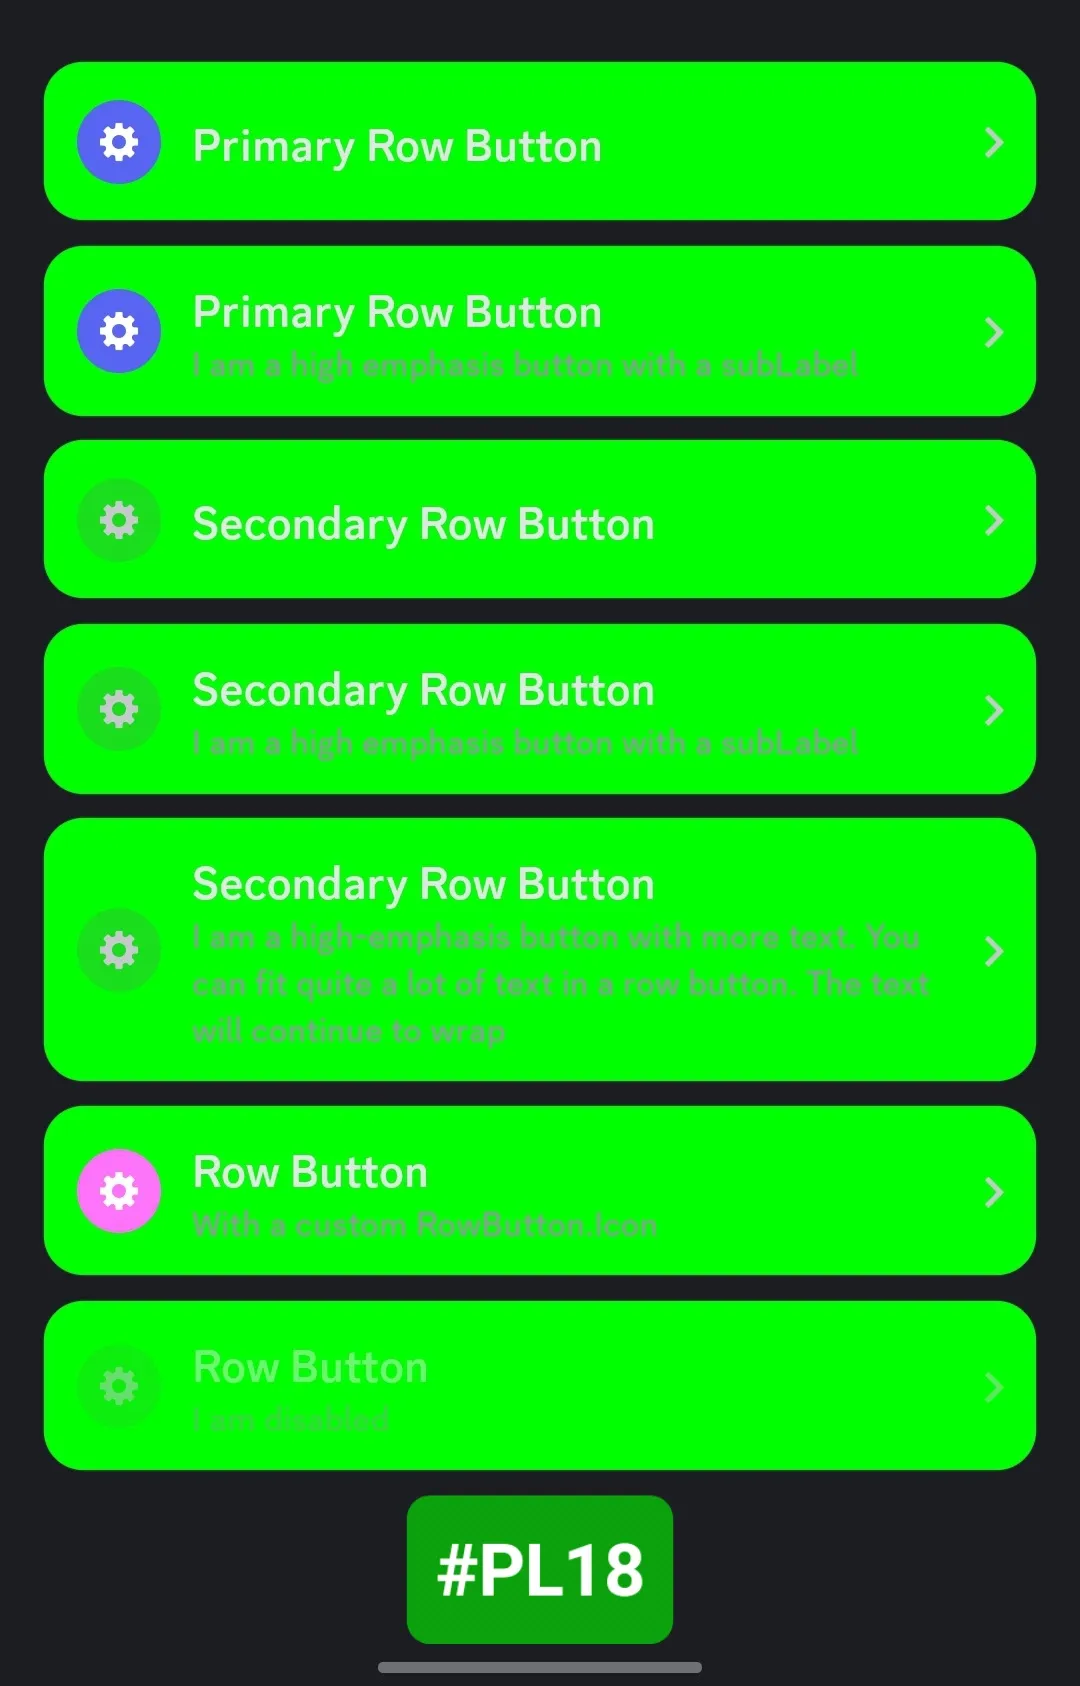 Primary Row Button
Primary Row Button
I am a high emphasis button with a subLabel
Secondary Row Button
Secondary Row Button
I am a high emphasis button with a subLabel
Secondary Row Button
I am a high-emphasis button with more text. You
can fit quite a lot of text in a row button. The text
will continue to wrap
Row Button
With a custom RowButton.Icon
Row Button
I am disabled
#PL18